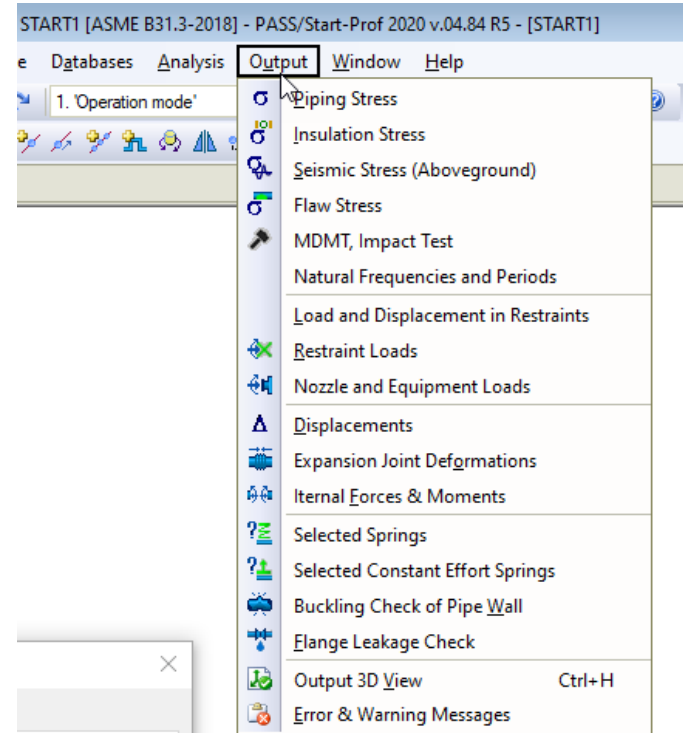 START1 [ASME B31.3-2018] - PASS/Start-Prof 2020 v.04.84 R5 - [START1]
e Databases Analysis Output Window Help
1. 'Operation mode'
Piping Stress
Insulation Stress
Seismic Stress (Aboveground)
Flaw Stress
MDMT, Impact Test
Natural Frequencies and Periods
Load and Displacement in Restraints
Restraint Loads
Nozzle and Equipment Loads
Displacements
Expansion Joint Deformations
Iternal Forces & Moments
Selected Springs
Selected Constant Effort Springs
Buckling Check of Pipe Wall
Flange Leakage Check
Output 3D View Ctrl+H
Error & Warning Messages